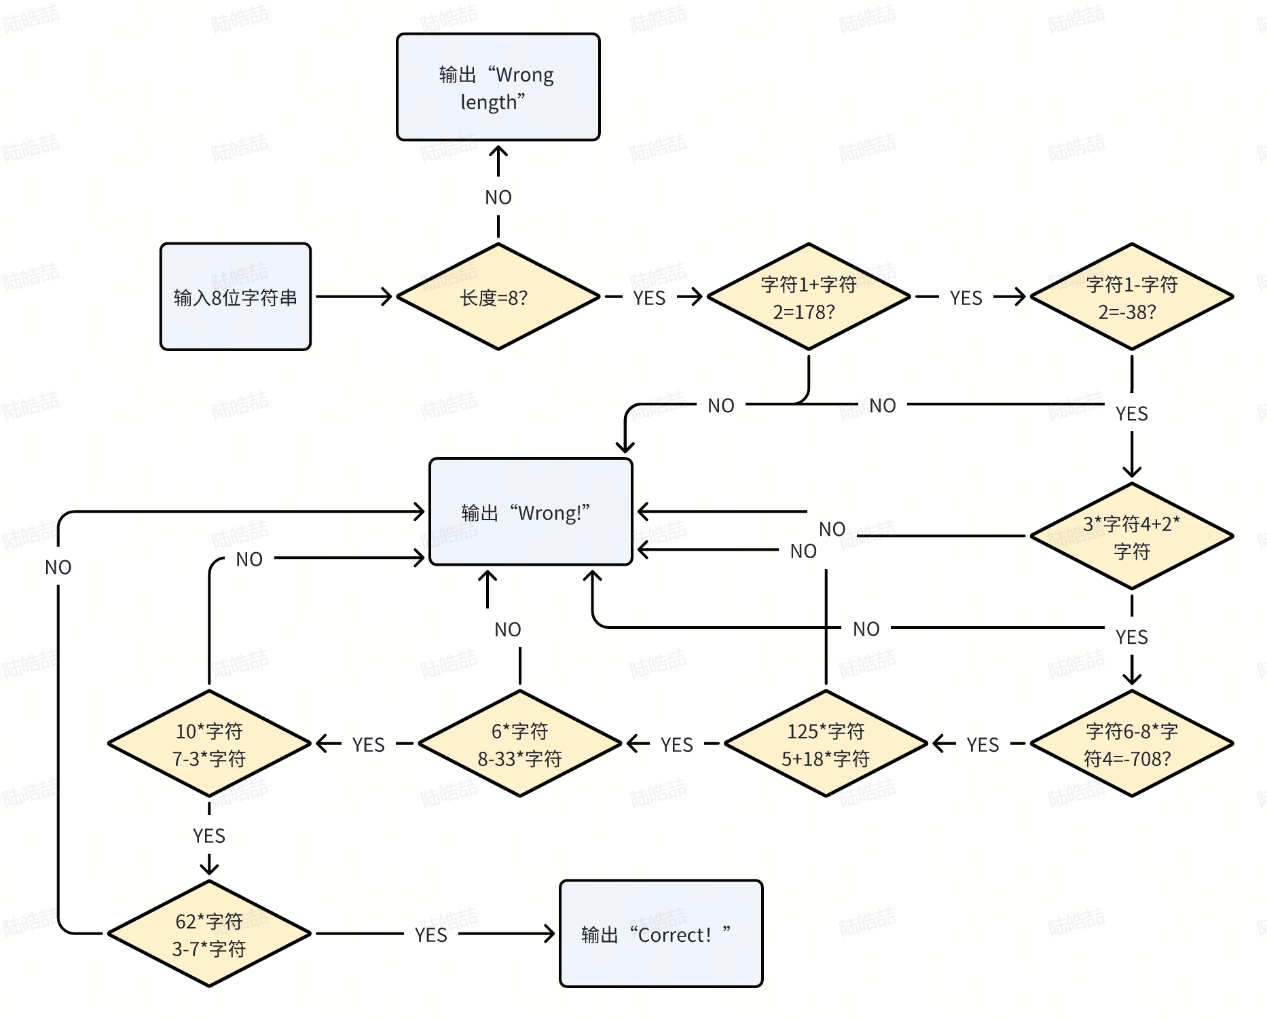 输出“Wrong
length”
NO
输入8位字符串
长度=8?
YES
字符1+字符
2=178?
YES
字符1-字符
2=-38?
NO
NO
YES
输出“Wrong!”
3*字符4+2*
字符
NO
NO
NO
NO
NO
NO
YES
10*字符
7-3*字符
YES
6*字符
8-33*字符
YES
125*字符
5+18*字符
YES
字符6-8*字
符4=-708?
YES
62*字符
3-7*字符
YES
输出“Correct! ”
陆皓喆